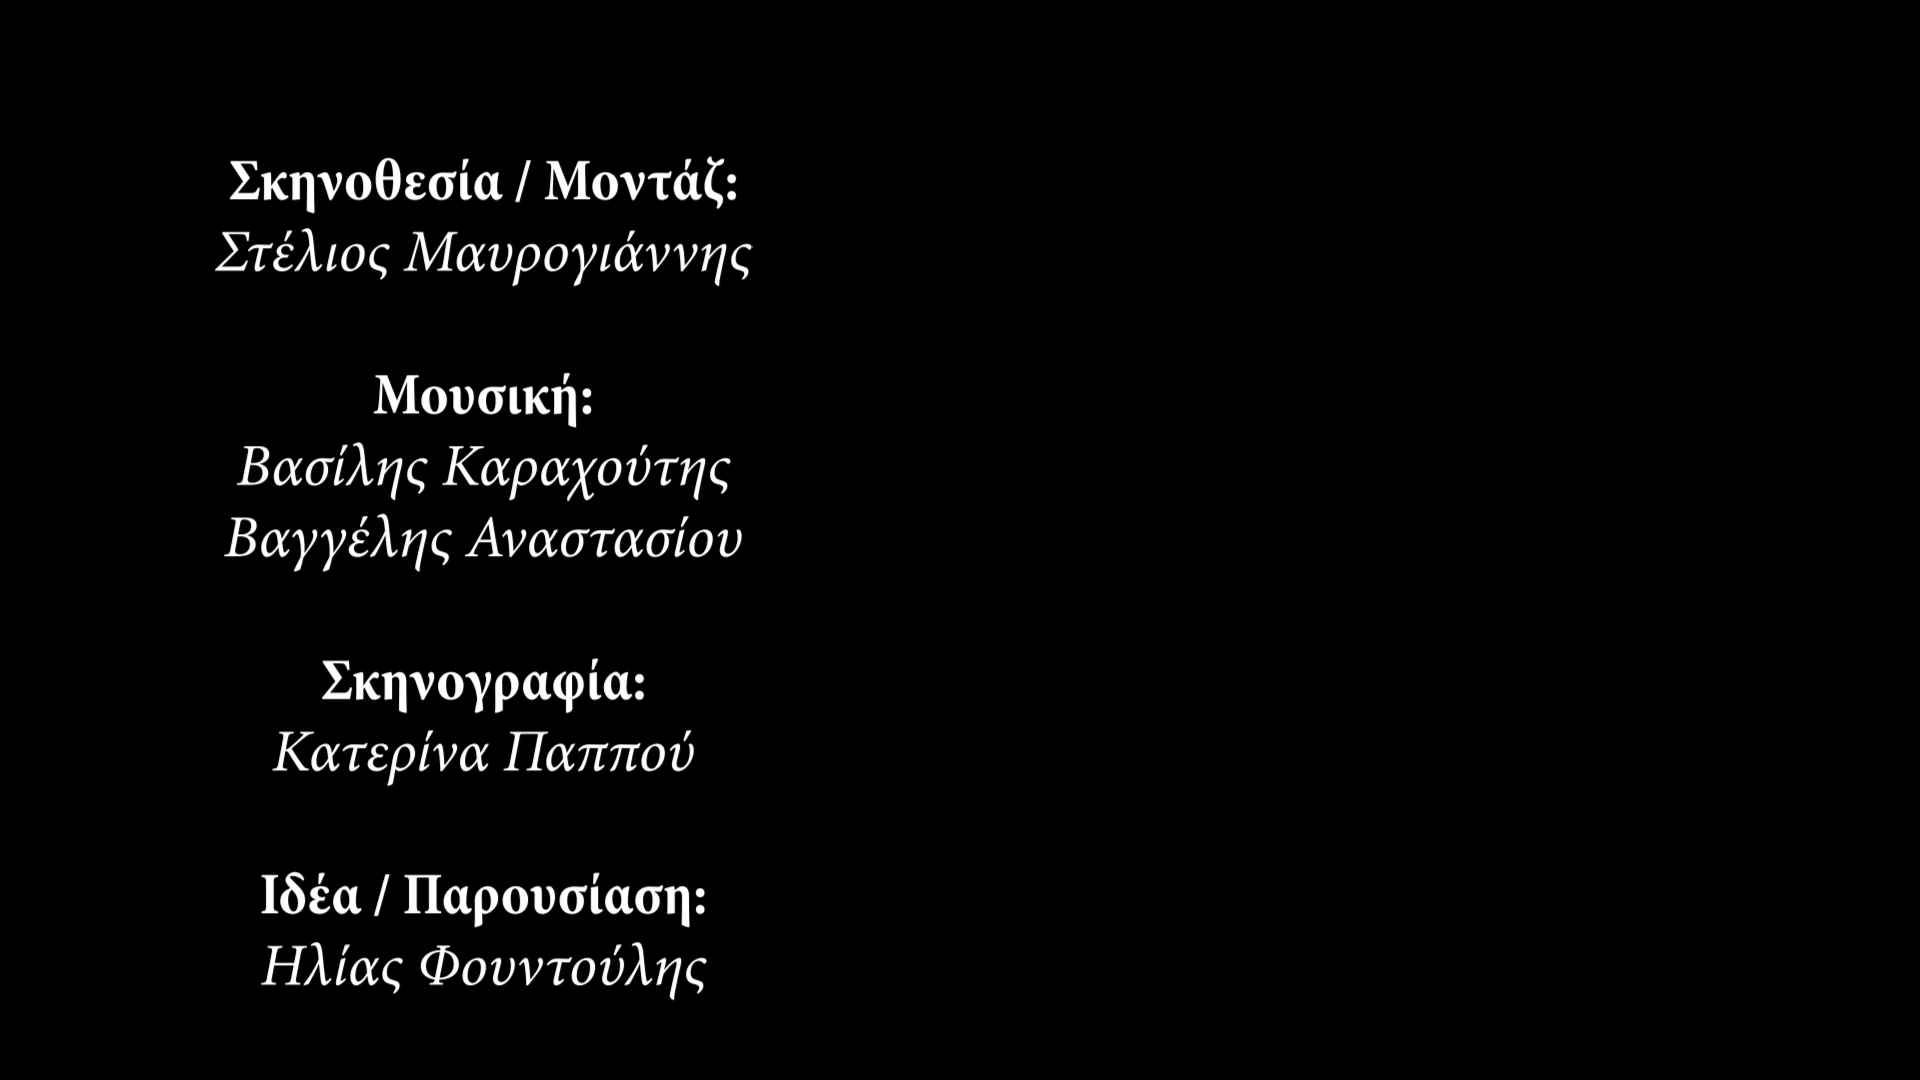 Σκηνοθεσία / Μοντάζ:
Στέλιος Μαυρογιάννης
Μουσική:
Βασίλης Καραχούτης
Βαγγέλης Αναστασίου
Σκηνογραφία:
Κατερίνα Παππού
Ιδέα / Παρουσίαση:
Ηλίας Φουντούλης